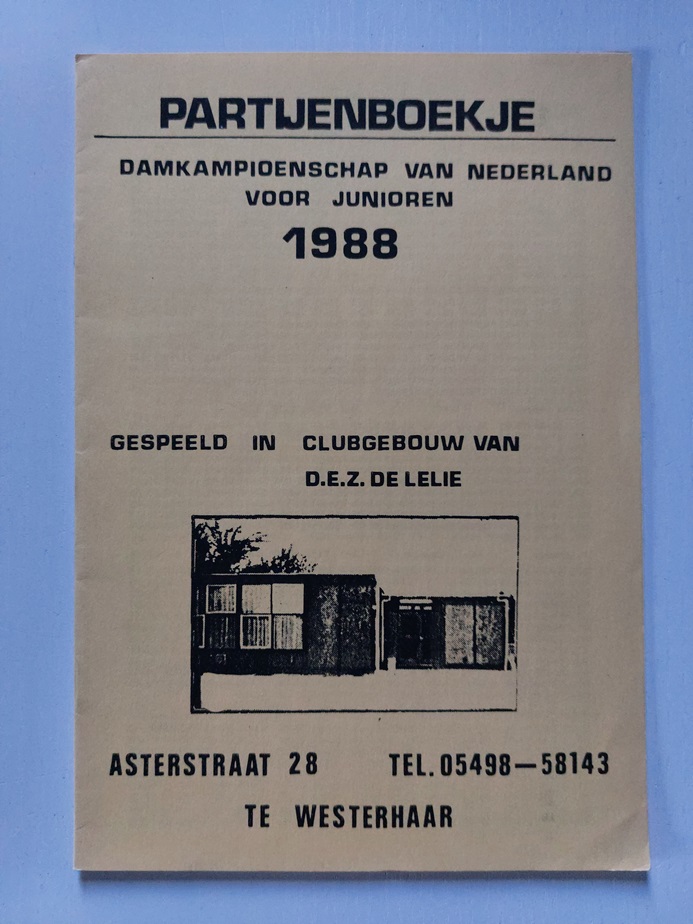 PARTIJENBOEKJE
DAMKAMPIOENSCHAP VAN NEDERLAND
VOOR JUNIOREN
1988
GESPEELD IN CLUBGEBOUW VAN
D.E.Z. DE LELIE
ASTERSTRAAT 28 TEL. 05498-58143
TE WESTERHAAR